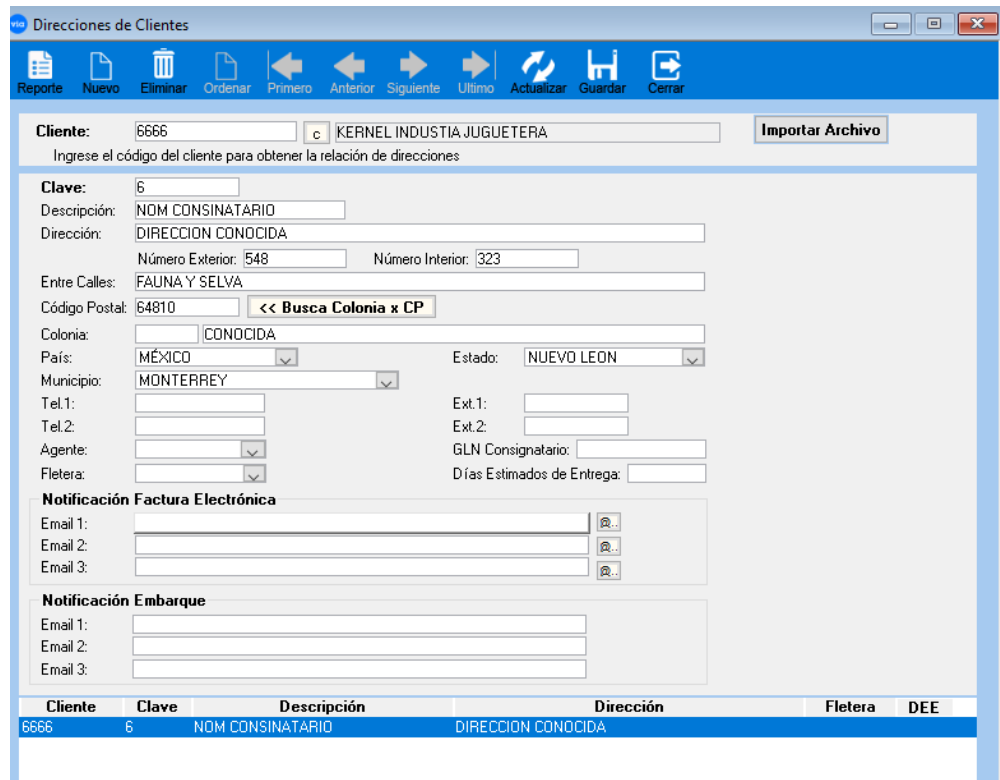 via Direcciones de Clientes
Reporte Nuevo Eliminar Ordenar Primero Anterior Siguiente Ultimo Actualizar Guardar Cerrar
Cliente: 6666 c KERNEL INDUSTIA JUGUETERA Importar Archivo
Ingrese el código del cliente para obtener la relación de direcciones
Clave: 6
Descripción: NOM CONSINATARIO
Dirección: DIRECCION CONOCIDA
Número Exterior: 548 Número Interior: 323
Entre Calles: FAUNA Y SELVA
Código Postal: 64810 << Busca Colonia x CP
Colonia: CONOCIDA
País: MÉXICO Estado: NUEVO LEON
Municipio: MONTERREY
Tel.1: Ext.1:
Tel.2: Ext.2:
Agente: GLN Consignatario:
Fletera: Días Estimados de Entrega:
Notificación Factura Electrónica
Email 1: @..
Email 2: @..
Email 3: @..
Notificación Embarque
Email 1:
Email 2:
Email 3:
Cliente Clave Descripción Dirección Fletera DEE
6666 6 NOM CONSINATARIO DIRECCION CONOCIDA